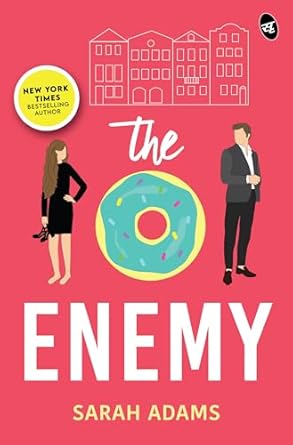 NEW YORK
TIMES
BESTSELLING
AUTHOR
the
ENEMY
SARAH ADAMS